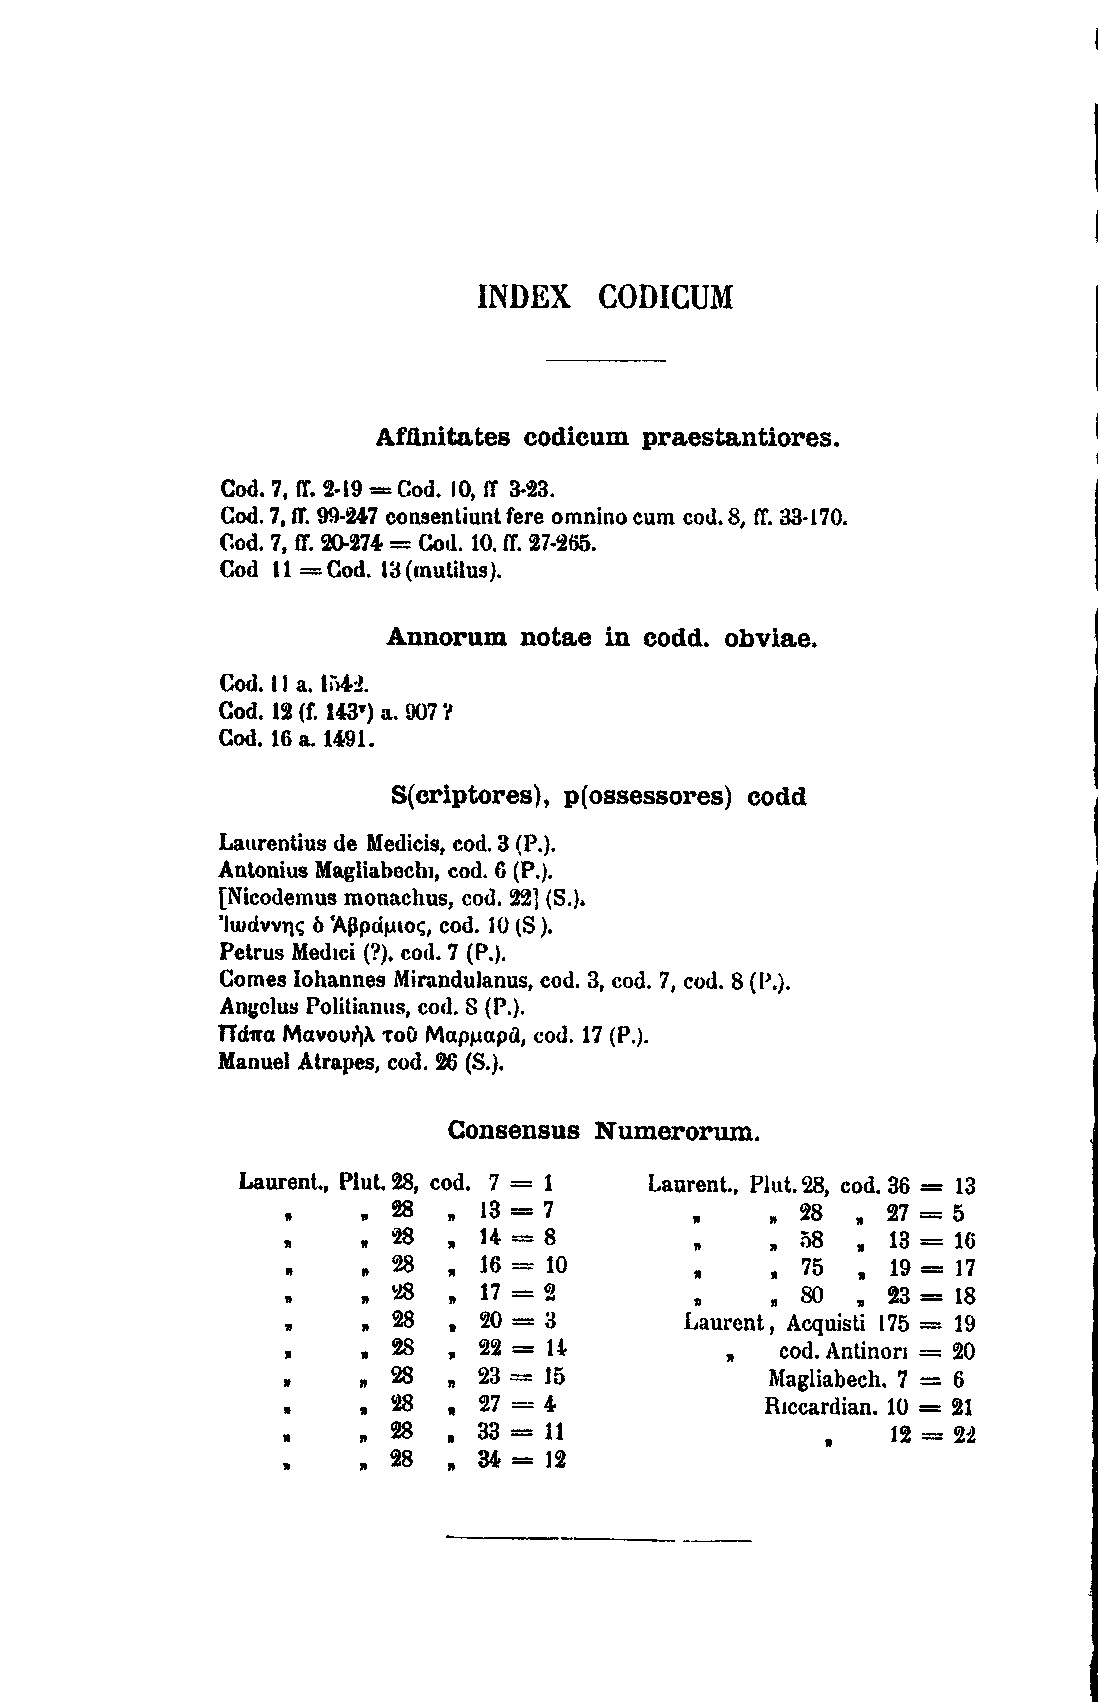 INDEX CODICUM
Affinitates codicum praestantiores.
Cod. 7, ff. 2-19 = Cod. 10, ff 3-23.
Cod. 7, ff. 99-247 consentiunt fere omnino cum cod. 8, ff. 33-170.
Cod. 7, ff. 20-274 = Cod. 10. ff. 27-265.
Cod 11 = Cod. 13 (mutilus).
Annorum notae in codd. obviae.
Cod. 11 a. 1542.
Cod. 12 (f. 143ᵛ) a. 907 ?
Cod. 16 a. 1491.
S(criptores), p(ossessores) codd
Laurentius de Medicis, cod. 3 (P.).
Antonius Magliabechi, cod. 6 (P.).
[Nicodemus monachus, cod. 22] (S.).
Ἰωάννης ὁ Ἀβράμιος, cod. 10 (S ).
Petrus Medici (?). cod. 7 (P.).
Comes Iohannes Mirandulanus, cod. 3, cod. 7, cod. 8 (P.).
Angelus Politianus, cod. 8 (P.).
Πάπα Μανουὴλ τοῦ Μαρμαρᾶ, cod. 17 (P.).
Manuel Atrapes, cod. 26 (S.).
Consensus Numerorum.
Laurent., Plut. 28, cod. 7 = 1
„ „ 28 „ 13 = 7
„ „ 28 „ 14 = 8
„ „ 28 „ 16 = 10
„ „ 28 „ 17 = 2
„ „ 28 „ 20 = 3
„ „ 28 „ 22 = 14
„ „ 28 „ 23 = 15
„ „ 28 „ 27 = 4
„ „ 28 „ 33 = 11
„ „ 28 „ 34 = 12
Laurent., Plut. 28, cod. 36 = 13
„ „ 28 „ 27 = 5
„ „ 58 „ 13 = 16
„ „ 75 „ 19 = 17
„ „ 80 „ 23 = 18
Laurent , Acquisti 175 = 19
„ cod. Antinori = 20
Magliabech. 7 = 6
Riccardian. 10 = 21
„ 12 = 22